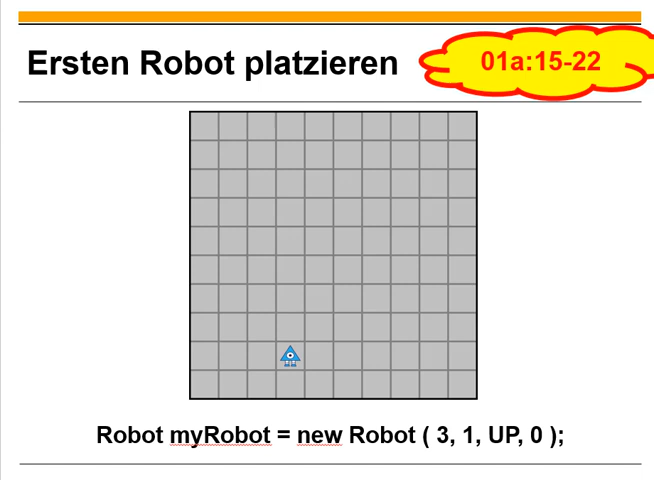 Ersten Robot platzieren
01a:15-22
Robot myRobot = new Robot ( 3, 1, UP, 0 );